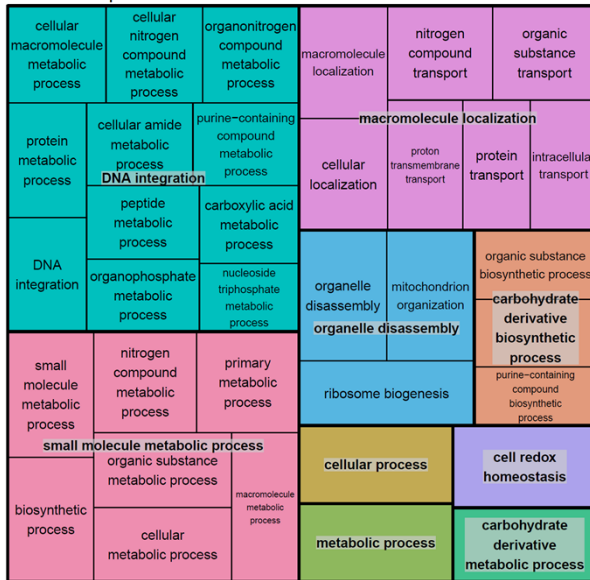 cellular
macromolecule
metabolic process
cellular
nitrogen
compound
metabolic
process
organonitrogen
compound
metabolic
process
protein
metabolic
process
cellular amide
metabolic
process
purine-containing
compound
metabolic
process
DNA integration
peptide
metabolic
process
carboxylic acid
metabolic
process
DNA
integration
organophosphate
metabolic
process
nucleoside
triphosphate
metabolic
process
macromolecule
localization
nitrogen
compound
transport
organic
substance
transport
macromolecule localization
cellular
localization
proton
transmembrane
transport
protein
transport
intracellular
transport
organelle
disassembly
mitochondrion
organization
organelle disassembly
ribosome biogenesis
organic substance
biosynthetic process
carbohydrate
derivative
biosynthetic
process
purine-containing
compound
biosynthetic
process
small
molecule
metabolic
process
nitrogen
compound
metabolic
process
primary
metabolic
process
small molecule metabolic process
biosynthetic
process
organic substance
metabolic process
macromolecule
metabolic
process
cellular
metabolic process
cellular process
cell redox
homeostasis
metabolic process
carbohydrate
derivative
metabolic process